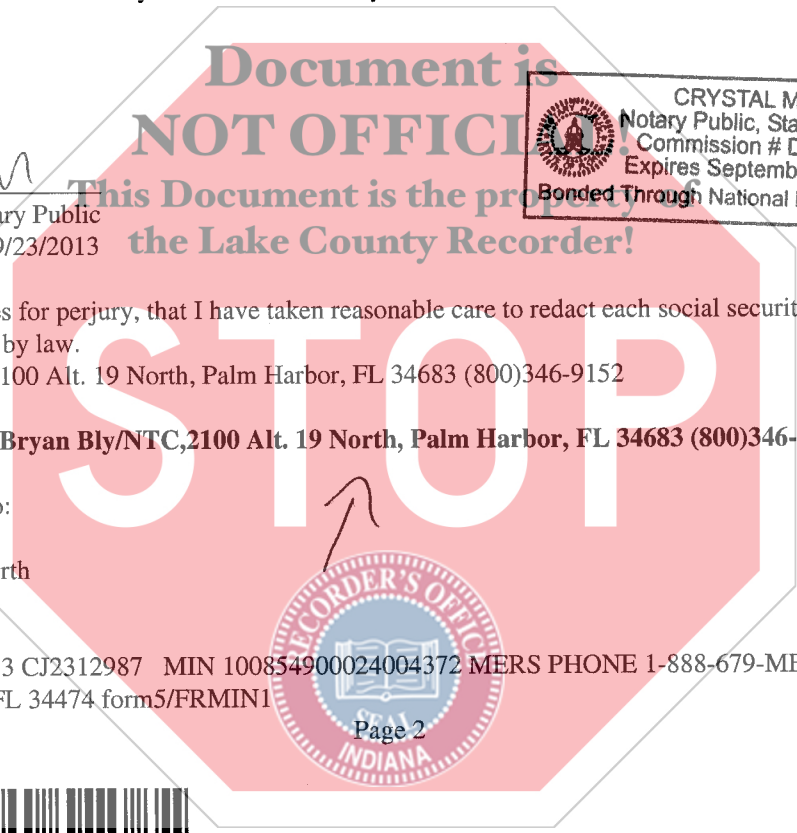 Document is
NOT OFFICIAL!
This Document is the property of
the Lake County Recorder!
CRYSTAL M
Notary Public, Sta
Commission # D
Expires Septemb
Bonded Through National
ary Public
9/23/2013
s for perjury, that I have taken reasonable care to redact each social securit
by law.
100 Alt. 19 North, Palm Harbor, FL 34683 (800)346-9152
STOP
Bryan Bly/NTC,2100 Alt. 19 North, Palm Harbor, FL 34683 (800)346-
o:
rth
RECORDER'S OFFICE
3 CJ2312987 MIN 100854900024004372 MERS PHONE 1-888-679-ME
FL 34474 form5/FRMIN1
SEAL
Page 2
INDIANA